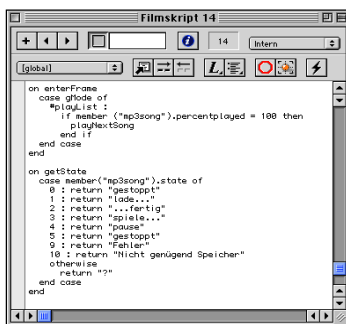 Filmskript 14
14
Intern
[global]
on enterFrame
case gMode of
#playList :
if member ("mp3song").percentplayed = 100 then
playNextSong
end if
end case
end
on getState
case member("mp3song").state of
0 : return "gestoppt"
1 : return "lade..."
2 : return "...fertig"
3 : return "spiele..."
4 : return "pause"
5 : return "gestoppt"
9 : return "Fehler"
10 : return "Nicht genügend Speicher"
otherwise
return "?"
end case
end